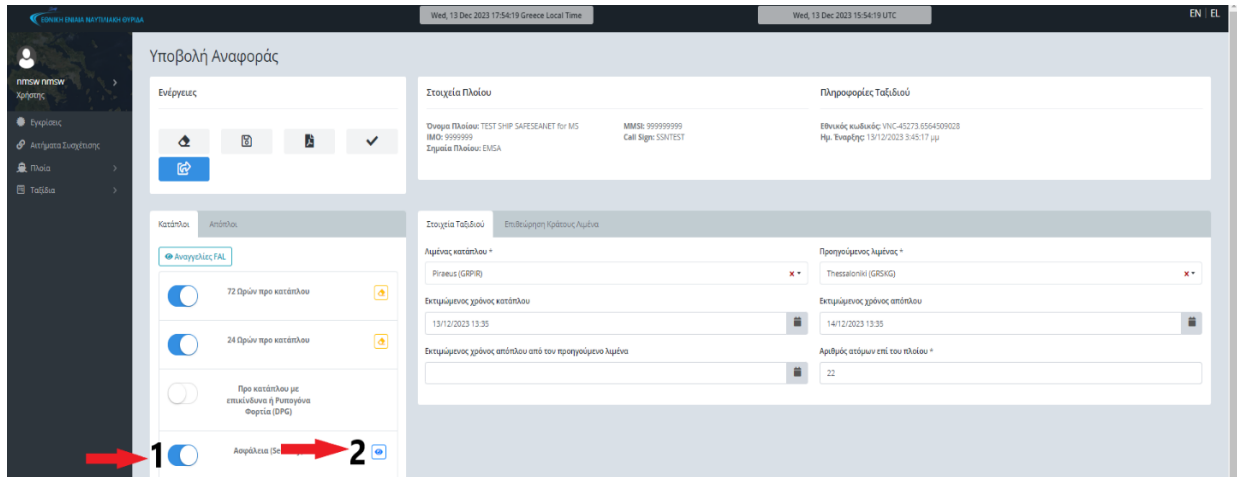 ΕΘΝΙΚΗ ΕΝΙΑΙΑ ΝΑΥΤΙΛΙΑΚΗ ΘΥΡΙΔΑ
Wed, 13 Dec 2023 17:54:19 Greece Local Time
Wed, 13 Dec 2023 15:54:19 UTC
EN | EL
nmsw nmsw
Χρήστης
Εγκρίσεις
Αιτήματα Συσχέτισης
Πλοία
Ταξίδια
Υποβολή Αναφοράς
Ενέργειες
Στοιχεία Πλοίου
Όνομα Πλοίου: TEST SHIP SAFESEANET for MS
IMO: 9999999
Σημαία Πλοίου: EMSA
MMSI: 999999999
Call Sign: SSNTEST
Πληροφορίες Ταξιδιού
Εθνικός κωδικός: VNC-45273.6564509028
Ημ. Έναρξης: 13/12/2023 3:45:17 μμ
Κατάπλοι
Απόπλοι
Αναγγελίες FAL
72 Ωρών προ κατάπλου
24 Ωρών προ κατάπλου
Προ κατάπλου με
επικίνδυνα ή Ρυπογόνα
Φορτία (DPG)
1
Ασφάλεια
2
Στοιχεία Ταξιδιού
Επιθεώρηση Κράτους Λιμένα
Λιμένας κατάπλου *
Piraeus (GRPIR)
Προηγούμενος λιμένας *
Thessaloniki (GRSKG)
Εκτιμώμενος χρόνος κατάπλου
13/12/2023 13:35
Εκτιμώμενος χρόνος απόπλου
14/12/2023 13:35
Εκτιμώμενος χρόνος απόπλου από τον προηγούμενο λιμένα
Αριθμός ατόμων επί του πλοίου *
22